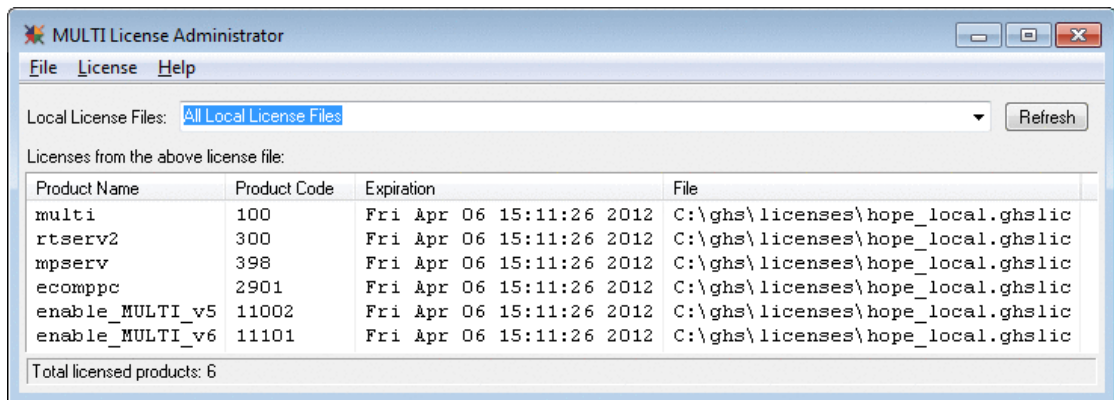 MULTI License Administrator
File License Help
Local License Files: All Local License Files Refresh
Licenses from the above license file:
Product Name Product Code Expiration File
multi 100 Fri Apr 06 15:11:26 2012 C:\ghs\licenses\hope_local.ghslic
rtserv2 300 Fri Apr 06 15:11:26 2012 C:\ghs\licenses\hope_local.ghslic
mpserv 398 Fri Apr 06 15:11:26 2012 C:\ghs\licenses\hope_local.ghslic
ecomppc 2901 Fri Apr 06 15:11:26 2012 C:\ghs\licenses\hope_local.ghslic
enable_MULTI_v5 11002 Fri Apr 06 15:11:26 2012 C:\ghs\licenses\hope_local.ghslic
enable_MULTI_v6 11101 Fri Apr 06 15:11:26 2012 C:\ghs\licenses\hope_local.ghslic
Total licensed products: 6